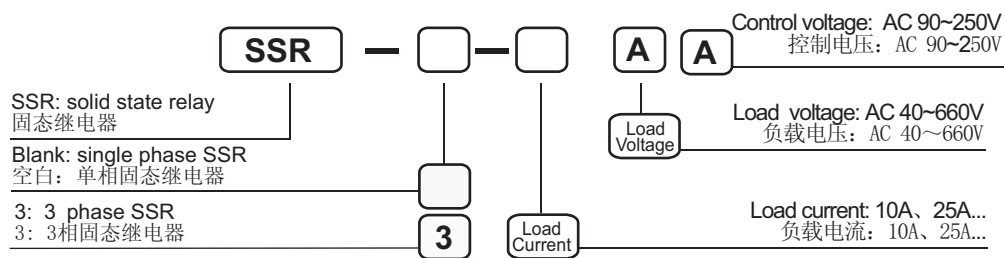 SSR — — A A
Control voltage: AC 90~250V
控制电压: AC 90~250V
SSR: solid state relay
固态继电器
Load Voltage
Load voltage: AC 40~660V
负载电压: AC 40～660V
Blank: single phase SSR
空白: 单相固态继电器
3: 3 phase SSR
3: 3相固态继电器
3
Load Current
Load current: 10A、25A...
负载电流: 10A、25A...